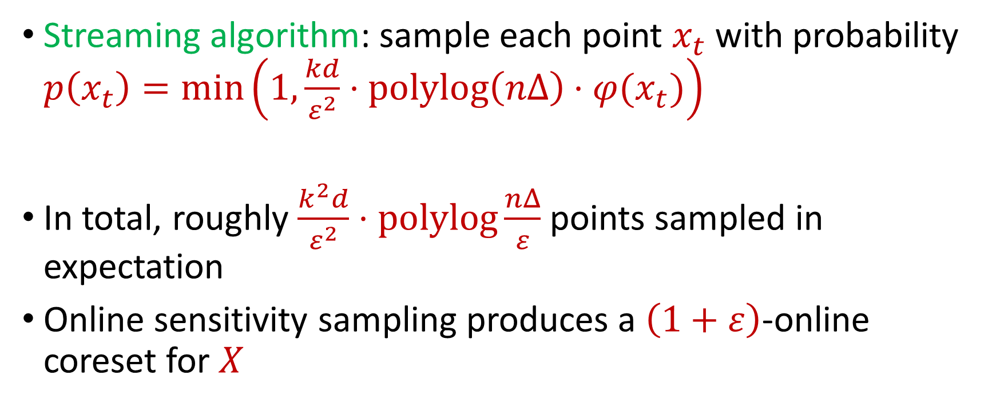 • Streaming algorithm: sample each point $x_t$ with probability
$p(x_t) = \min\left(1, \frac{kd}{\varepsilon^2} \cdot \mathrm{polylog}(n\Delta) \cdot \varphi(x_t)\right)$
• In total, roughly $\frac{k^2 d}{\varepsilon^2} \cdot \mathrm{polylog} \frac{n\Delta}{\varepsilon}$ points sampled in
expectation
• Online sensitivity sampling produces a $(1 + \varepsilon)$-online
coreset for $X$